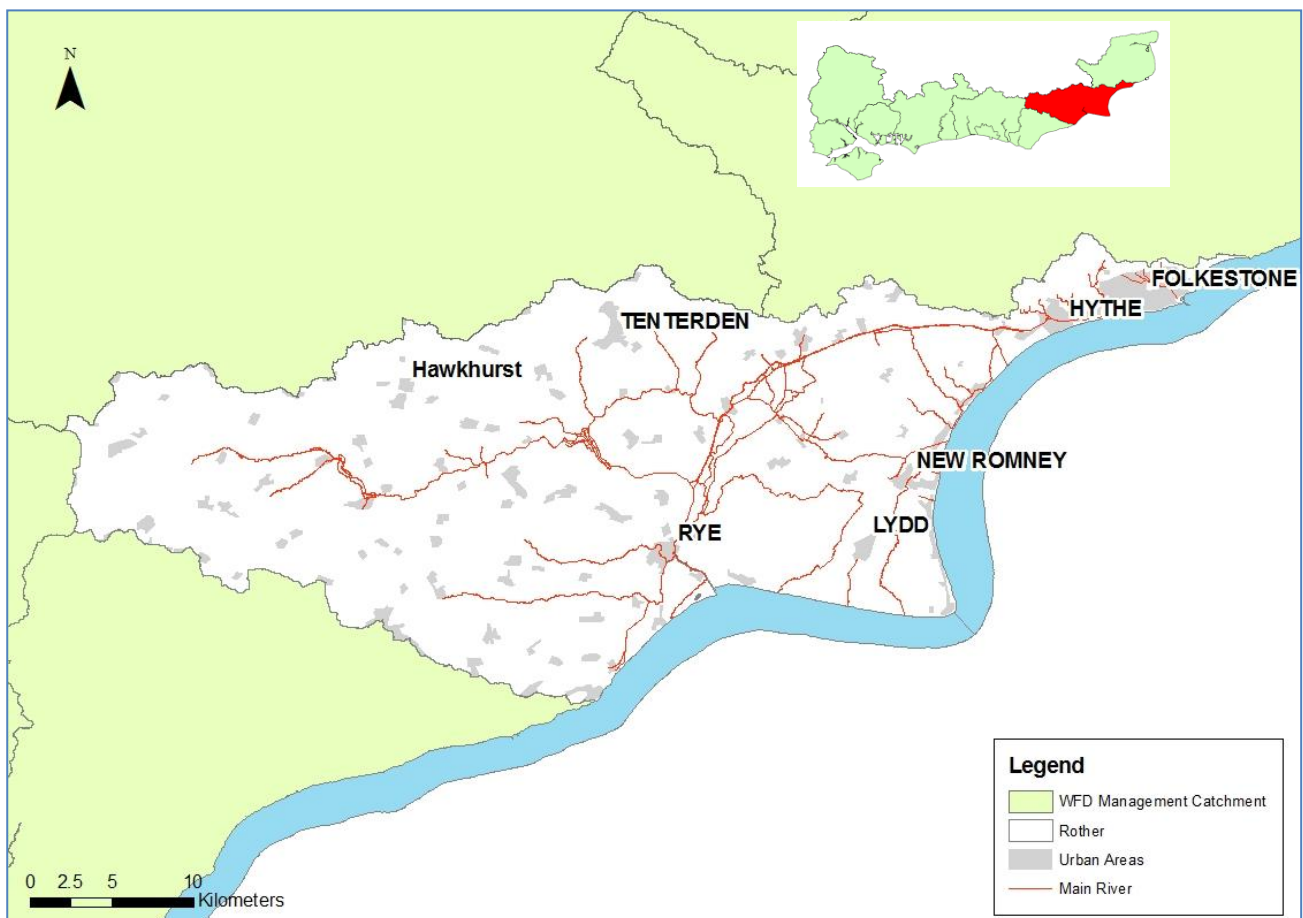 N
FOLKESTONE
HYTHE
TENTERDEN
Hawkhurst
NEW ROMNEY
RYE
LYDD
Legend
WFD Management Catchment
Rother
Urban Areas
Main River
0 2.5 5 10
Kilometers